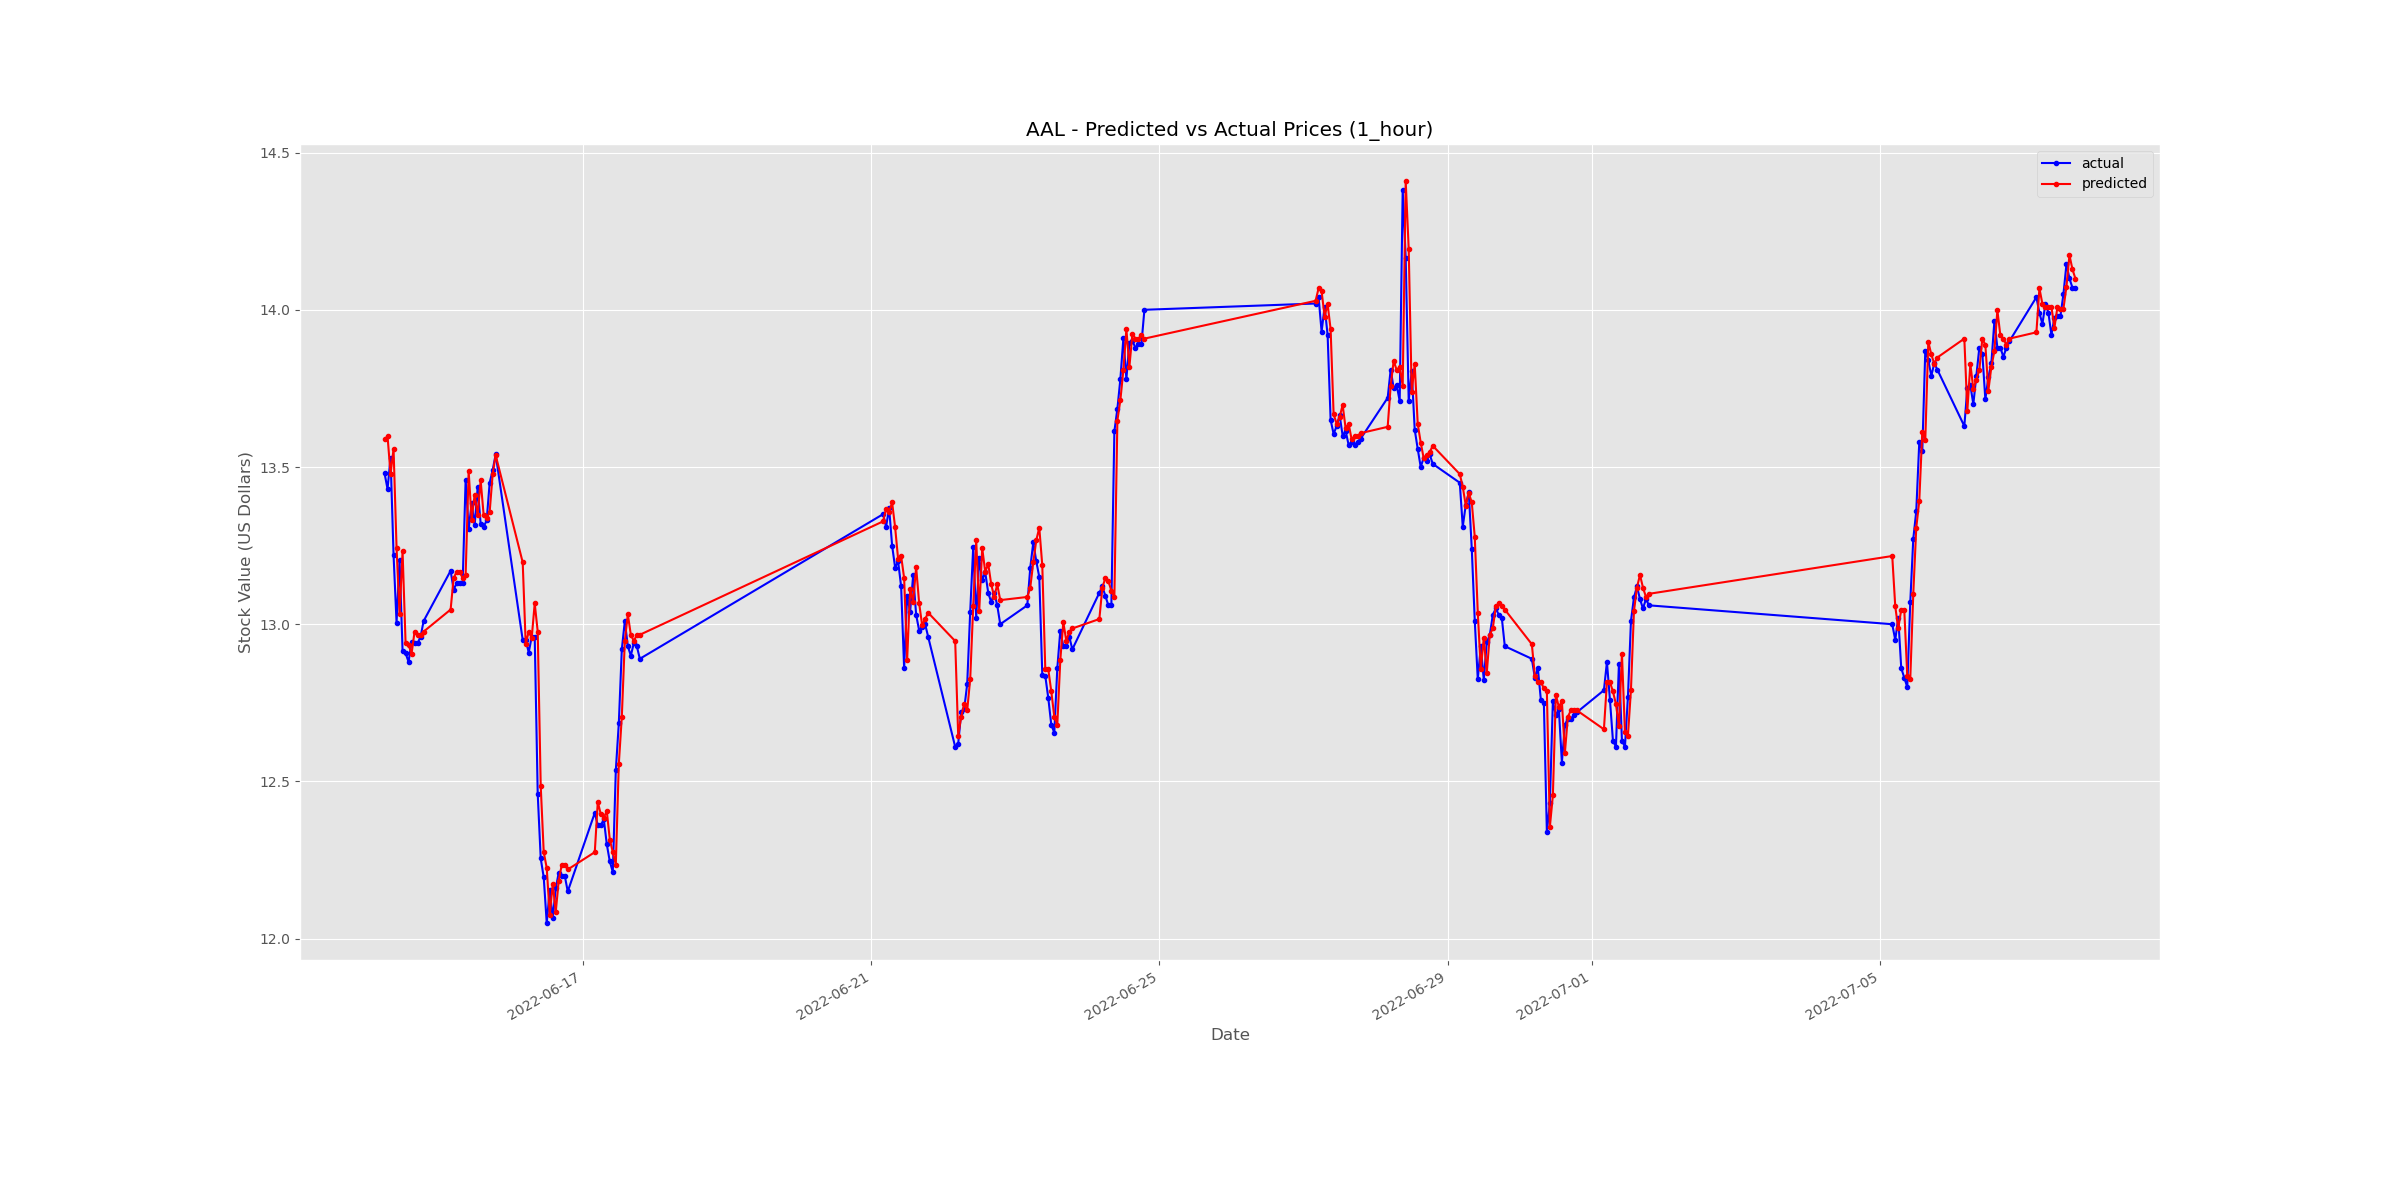 AAL - Predicted vs Actual Prices (1_hour)
actual
predicted
Stock Value (US Dollars)
14.5
14.0
13.5
13.0
12.5
12.0
2022-06-17
2022-06-21
2022-06-25
2022-06-29
2022-07-01
2022-07-05
Date